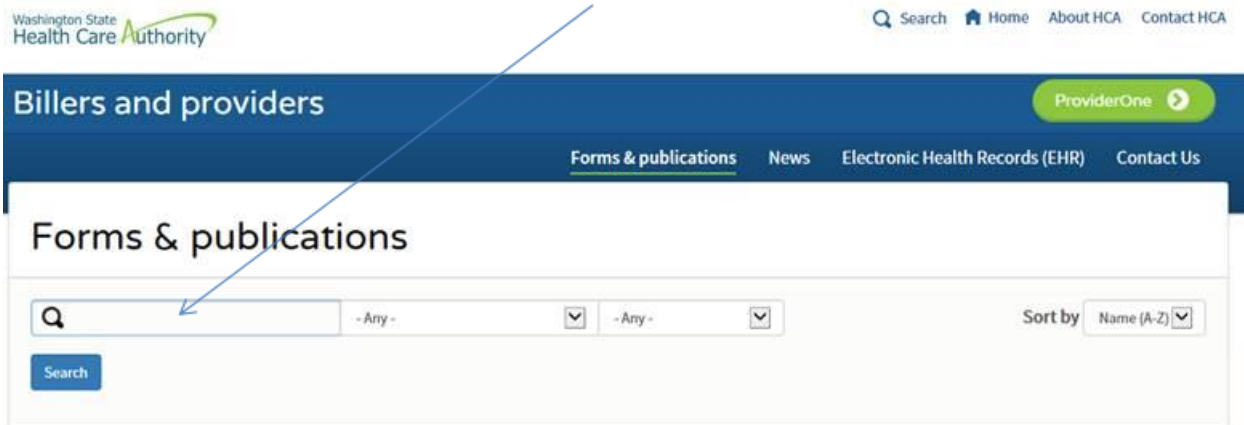 Washington State
Health Care Authority
Search Home About HCA Contact HCA
Billers and providers
ProviderOne
Forms & publications News Electronic Health Records (EHR) Contact Us
Forms & publications
- Any - - Any - Sort by Name (A-Z)
Search